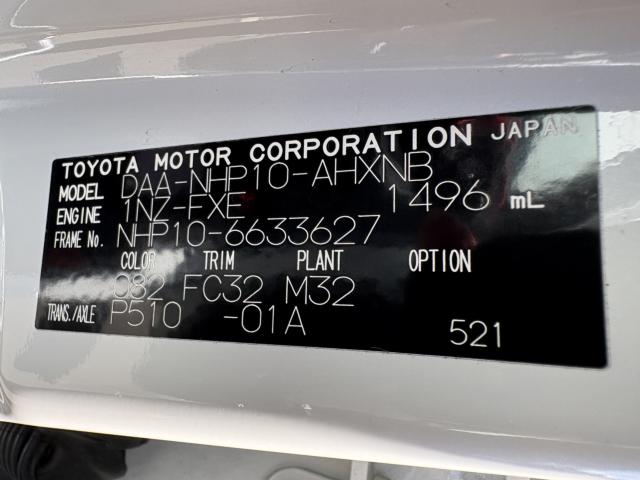 TOYOTA MOTOR CORPORATION JAPAN
MODEL DAA-NHP10-AHXNB
ENGINE 1NZ-FXE 1496 mL
FRAME No. NHP10-6633627
COLOR TRIM PLANT OPTION
082 FC32 M32
TRANS./AXLE P510 -01A 521